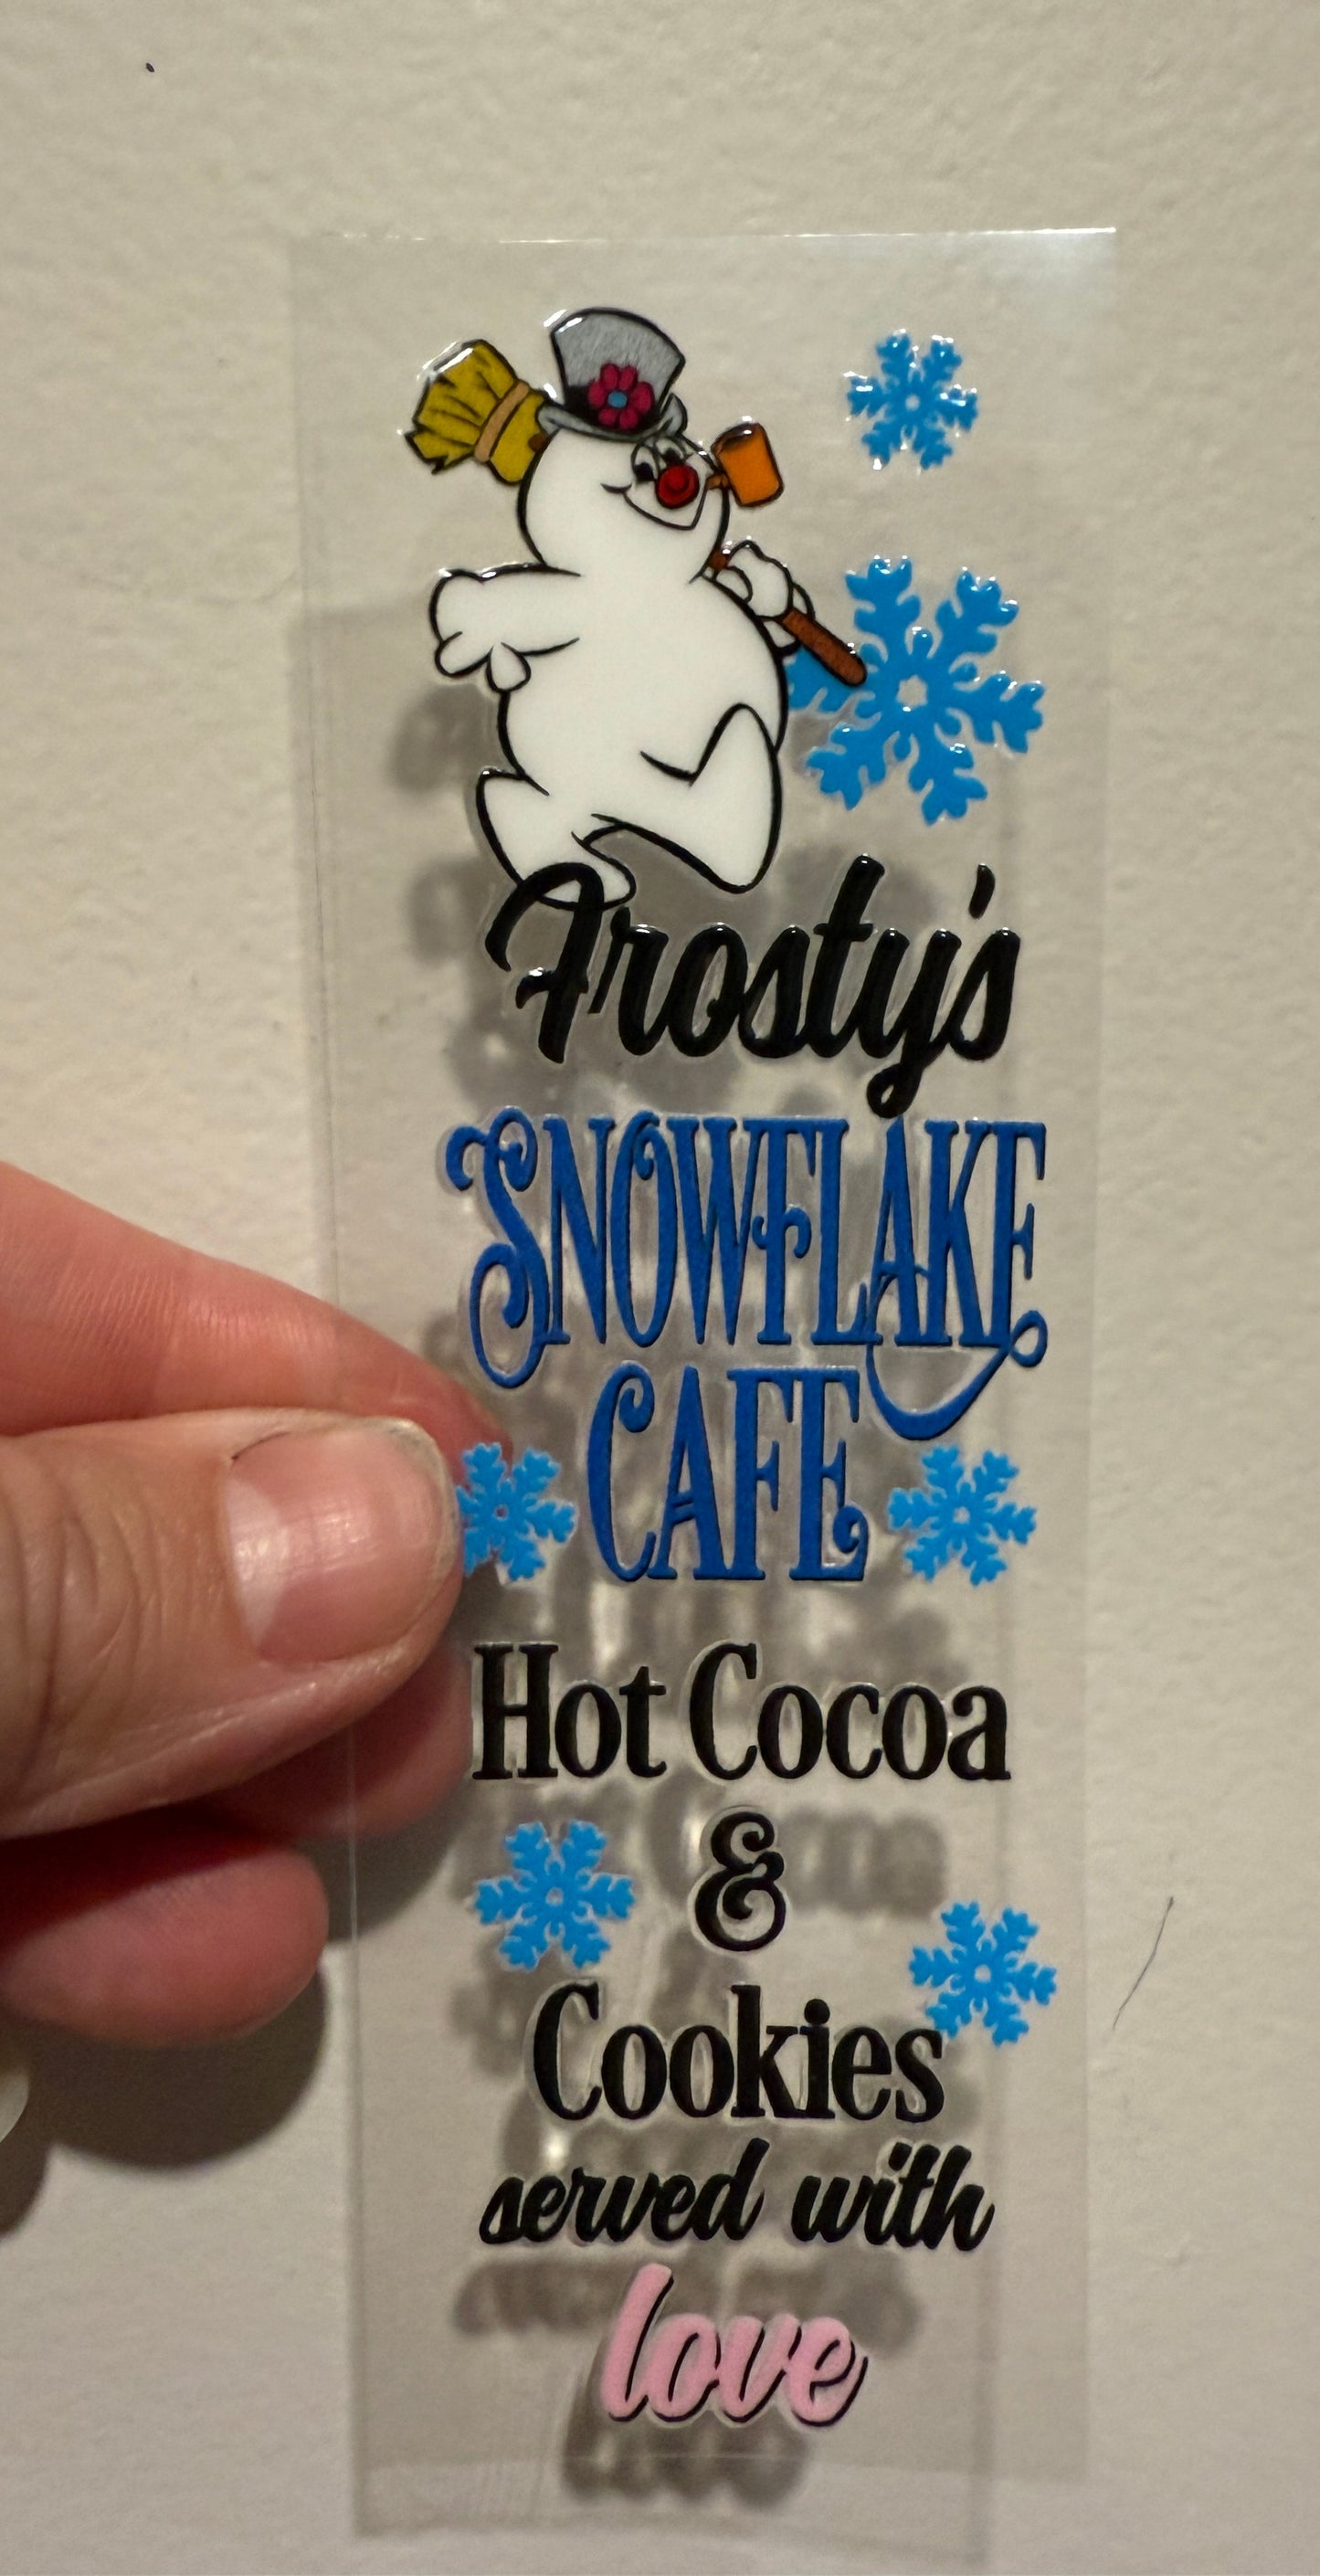 Frosty's
SNOWFLAKE
CAFE
Hot Cocoa
&
Cookies
served with
love